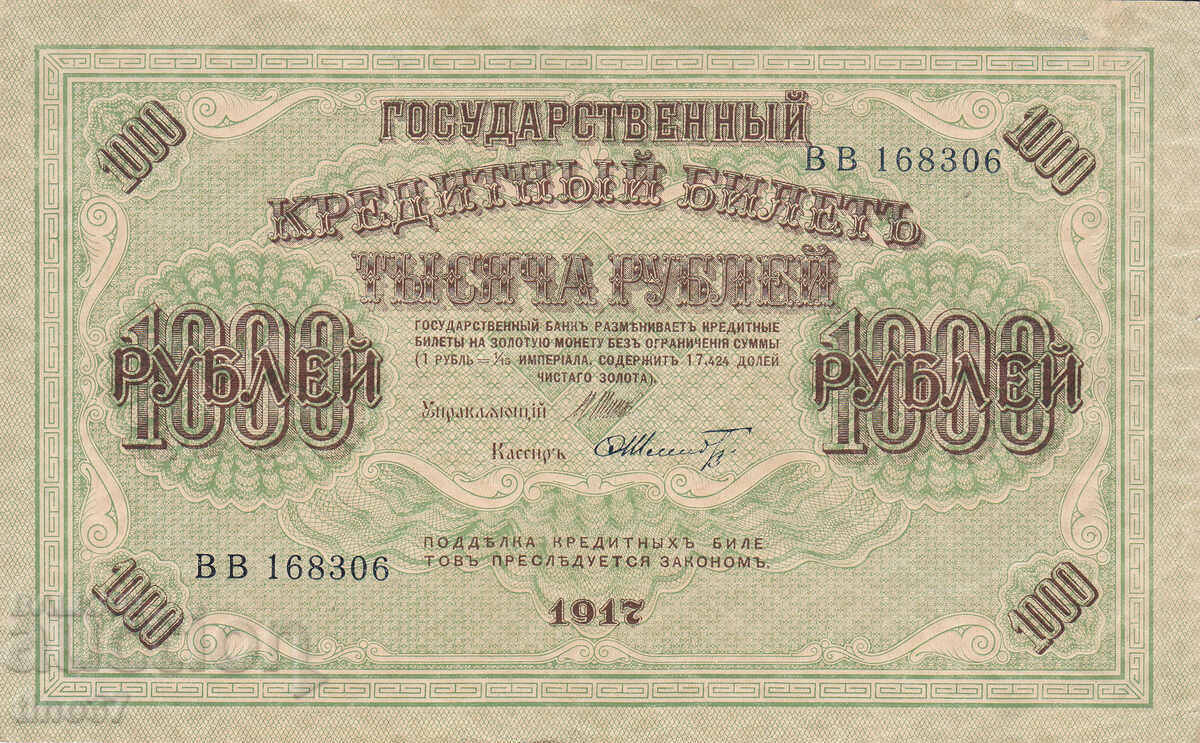 1000
ГОСУДАРСТВЕННЫЙ
1000
ВВ 168306
КРЕДИТНЫЙ БИЛЕТЪ
ТЫСЯЧА РУБЛЕЙ
ГОСУДАРСТВЕННЫЙ БАНКЪ РАЗМѢНИВАЕТЪ КРЕДИТНЫЕ
БИЛЕТЫ НА ЗОЛОТУЮ МОНЕТУ БЕЗЪ ОГРАНИЧЕНІЯ СУММЫ
(1 РУБЛЬ = 1/15 ИМПЕРІАЛА, СОДЕРЖИТЪ 17,424 ДОЛЕЙ
ЧИСТАГО ЗОЛОТА).
1000 РУБЛЕЙ
1000 РУБЛЕЙ
Управляющій
Кассиръ
ПОДДѢЛКА КРЕДИТНЫХЪ БИЛЕ
ТОВЪ ПРЕСЛѢДУЕТСЯ ЗАКОНОМЪ.
ВВ 168306
1000
1917
1000
auction